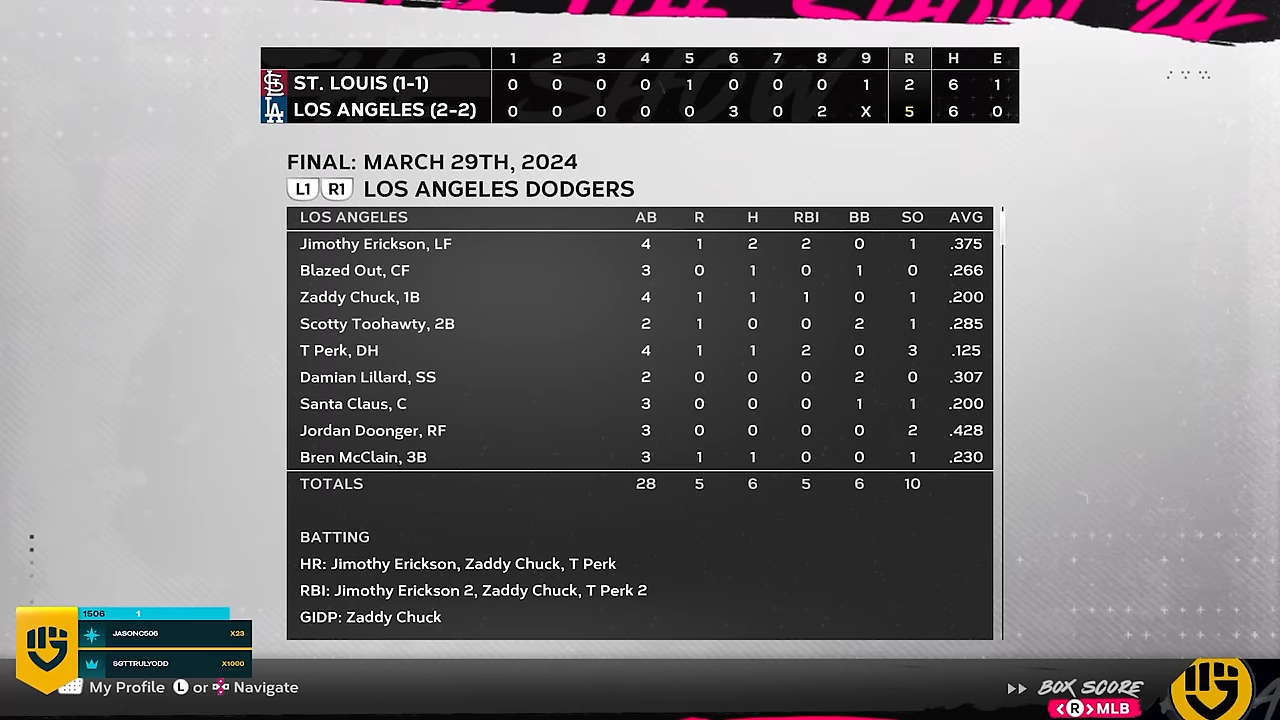 THE SHOW 24
1 2 3 4 5 6 7 8 9 R H E
ST. LOUIS (1-1) 0 0 0 0 1 0 0 0 1 2 6 1
LA LOS ANGELES (2-2) 0 0 0 0 0 3 0 2 X 5 6 0
FINAL: MARCH 29TH, 2024
L1 R1 LOS ANGELES DODGERS
LOS ANGELES AB R H RBI BB SO AVG
Jimothy Erickson, LF 4 1 2 2 0 1 .375
Blazed Out, CF 3 0 1 0 1 0 .266
Zaddy Chuck, 1B 4 1 1 1 0 1 .200
Scotty Toohawty, 2B 2 1 0 0 2 1 .285
T Perk, DH 4 1 1 2 0 3 .125
Damian Lillard, SS 2 0 0 0 2 0 .307
Santa Claus, C 3 0 0 0 1 1 .200
Jordan Doonger, RF 3 0 0 0 0 2 .428
Bren McClain, 3B 3 1 1 0 0 1 .230
TOTALS 28 5 6 5 6 10
BATTING
HR: Jimothy Erickson, Zaddy Chuck, T Perk
RBI: Jimothy Erickson 2, Zaddy Chuck, T Perk 2
GIDP: Zaddy Chuck
1506 1
JASONC506 X23
SGTTRULYODD X1000
My Profile L or Navigate
BOX SCORE
R MLB